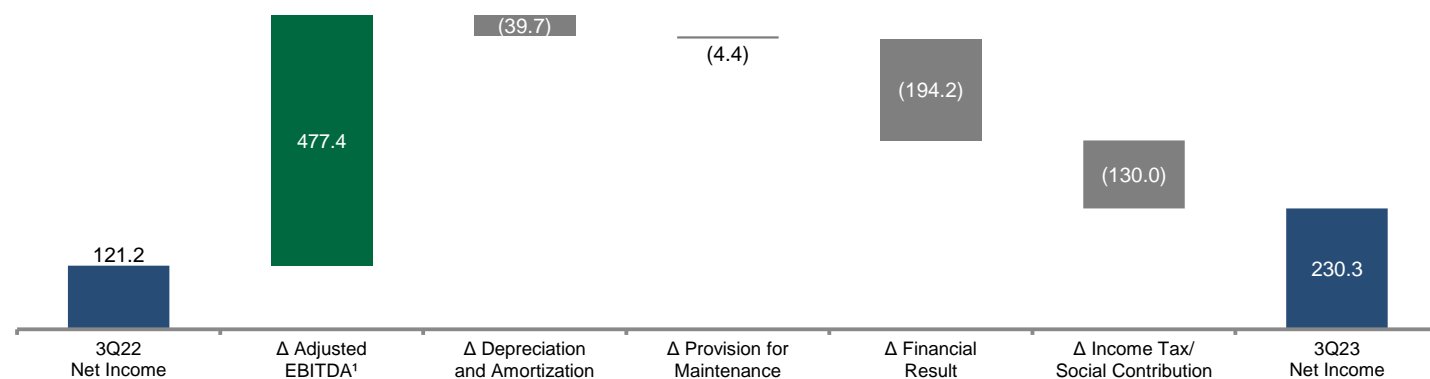 (39.7)
(4.4)
(194.2)
477.4
(130.0)
121.2
230.3
3Q22
Net Income
Δ Adjusted
EBITDA¹
Δ Depreciation
and Amortization
Δ Provision for
Maintenance
Δ Financial
Result
Δ Income Tax/
Social Contribution
3Q23
Net Income